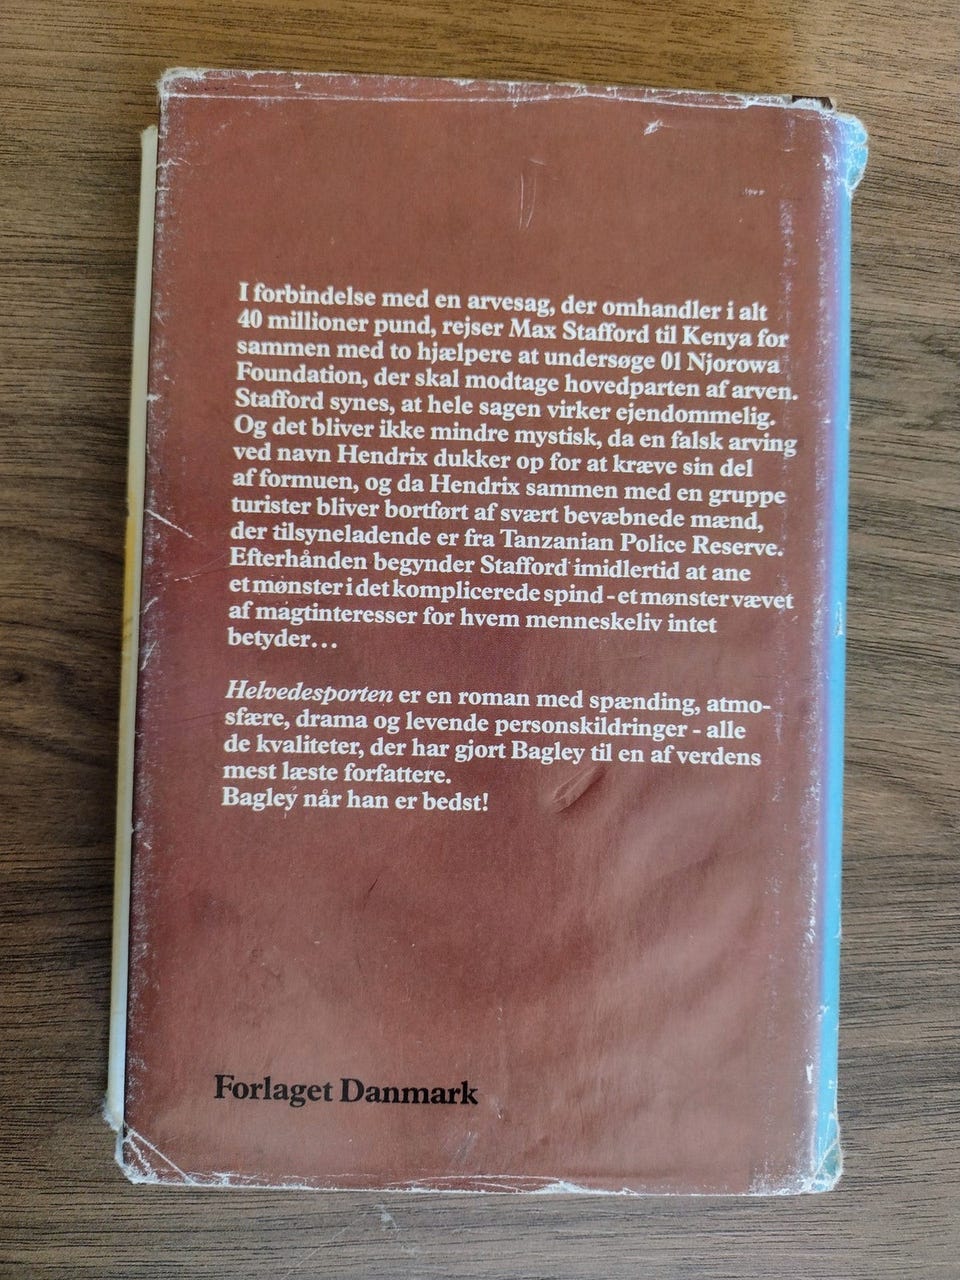 I forbindelse med en arvesag, der omhandler i alt
40 millioner pund, rejser Max Stafford til Kenya for
sammen med to hjælpere at undersøge 01 Njorowa
Foundation, der skal modtage hovedparten af arven.
Stafford synes, at hele sagen virker ejendommelig.
Og det bliver ikke mindre mystisk, da en falsk arving
ved navn Hendrix dukker op for at kræve sin del
af formuen, og da Hendrix sammen med en gruppe
turister bliver bortført af svært bevæbnede mænd,
der tilsyneladende er fra Tanzanian Police Reserve.
Efterhånden begynder Stafford imidlertid at ane
et mønster i det komplicerede spind - et mønster vævet
af magtinteresser for hvem menneskeliv intet
betyder...
Helvedesporten er en roman med spænding, atmo-
sfære, drama og levende personskildringer - alle
de kvaliteter, der har gjort Bagley til en af verdens
mest læste forfattere.
Bagley når han er bedst!
Forlaget Danmark